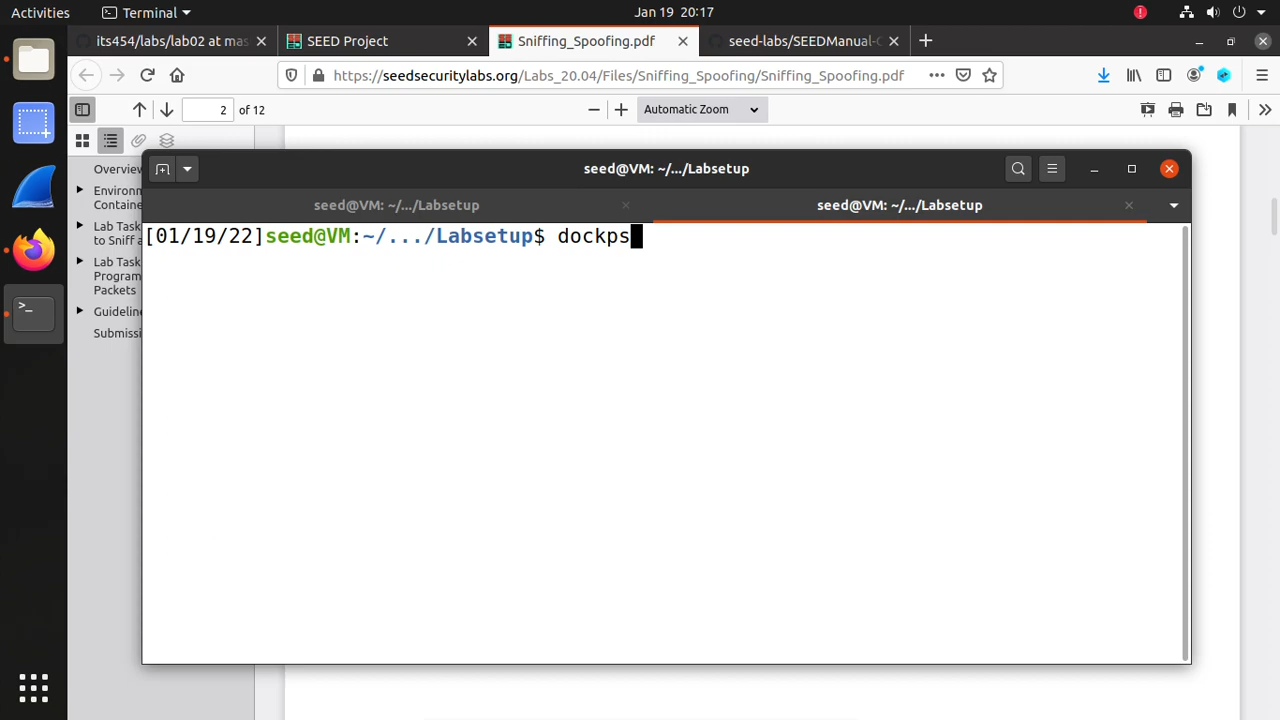 Activities Terminal Jan 19 20:17
its454/labs/lab02 at mas SEED Project Sniffing_Spoofing.pdf seed-labs/SEEDManual-
https://seedsecuritylabs.org/Labs_20.04/Files/Sniffing_Spoofing/Sniffing_Spoofing.pdf
2 of 12 Automatic Zoom
Overview
Environ
Containe
Lab Task
to Sniff a
Lab Task
Program
Packets
Guideline
Submissi
seed@VM: ~/.../Labsetup
seed@VM: ~/.../Labsetup seed@VM: ~/.../Labsetup
[01/19/22]seed@VM:~/.../Labsetup$ dockps